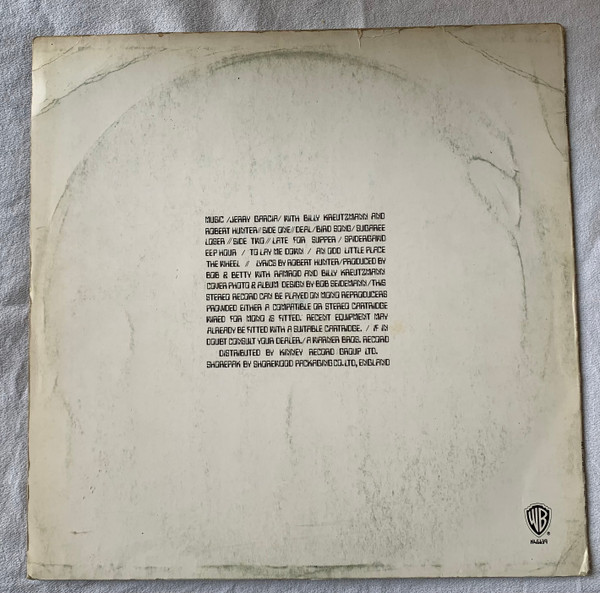 MUSIC /JERRY GARCIA/ WITH BILLY KREUTZMANN AND
ROBERT HUNTER//SIDE ONE/DEAL/BIRD SONG/SUGAREE
LOSER //SIDE TWO// LATE FOR SUPPER / SPIDERGAWD
EEP HOUR / TO LAY ME DOWN / AN ODD LITTLE PLACE
THE WHEEL // LYRICS BY ROBERT HUNTER/PRODUCED BY
BOB & BETTY WITH RAMROD AND BILLY KREUTZMANN
COVER PHOTO & ALBUM DESIGN BY BOB SEIDEMANN/THIS
STEREO RECORD CAN BE PLAYED ON MONO REPRODUCERS
PROVIDED EITHER A COMPATIBLE OR STEREO CARTRIDGE
WIRED FOR MONO IS FITTED. RECENT EQUIPMENT MAY
ALREADY BE FITTED WITH A SUITABLE CARTRIDGE. / IF IN
DOUBT CONSULT YOUR DEALER/A WARNER BROS. RECORD
DISTRIBUTED BY KINNEY RECORD GROUP LTD.
SHOREPAK BY SHOREWOOD PACKAGING CO. LTD, ENGLAND
WB
®